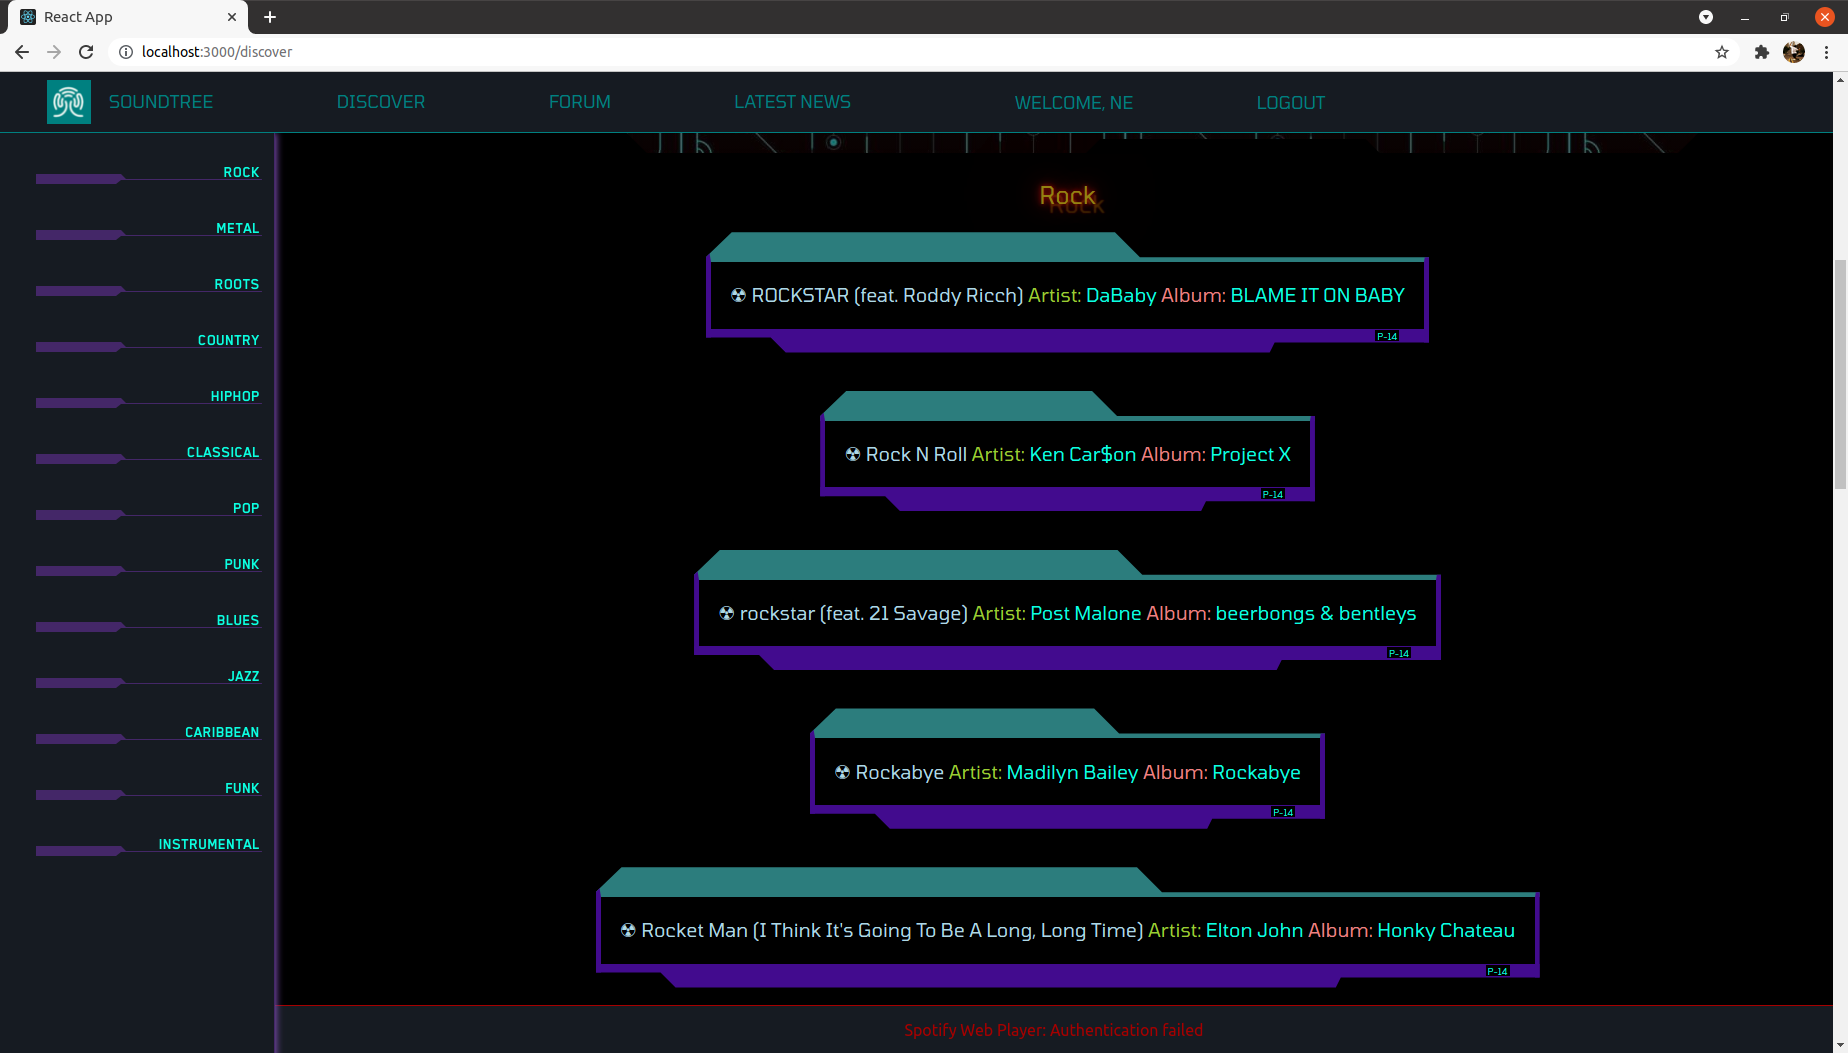 React App
localhost:3000/discover
SOUNDTREE DISCOVER FORUM LATEST NEWS WELCOME, NE LOGOUT
ROCK
METAL
ROOTS
COUNTRY
HIPHOP
CLASSICAL
POP
PUNK
BLUES
JAZZ
CARIBBEAN
FUNK
INSTRUMENTAL
Rock
☢ ROCKSTAR (feat. Roddy Ricch) Artist: DaBaby Album: BLAME IT ON BABY
P-14
☢ Rock N Roll Artist: Ken Car$on Album: Project X
P-14
☢ rockstar (feat. 21 Savage) Artist: Post Malone Album: beerbongs & bentleys
P-14
☢ Rockabye Artist: Madilyn Bailey Album: Rockabye
P-14
☢ Rocket Man (I Think It's Going To Be A Long, Long Time) Artist: Elton John Album: Honky Chateau
P-14
Spotify Web Player: Authentication failed